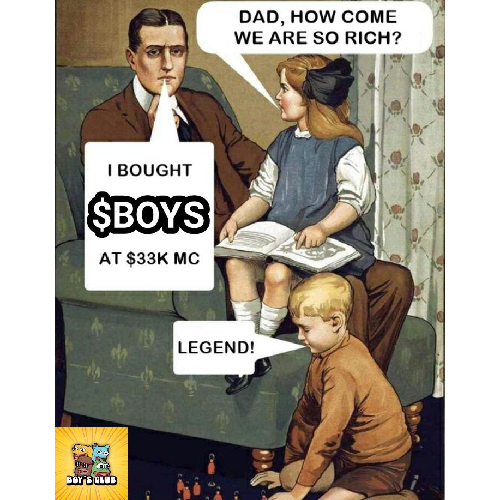 DAD, HOW COME
WE ARE SO RICH?
I BOUGHT
$BOYS
AT $33K MC
LEGEND!
BOY'S CLUB